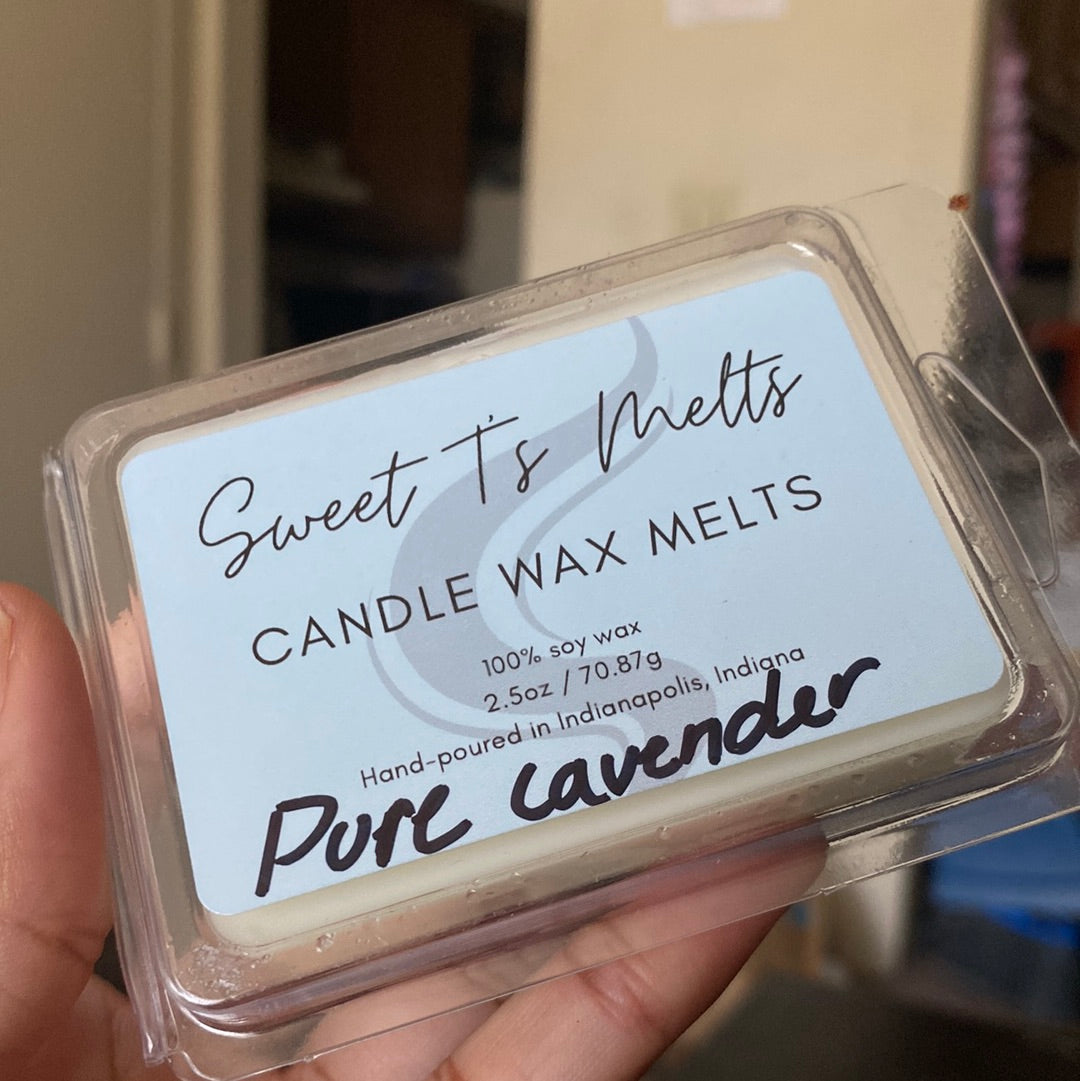 Sweet T's Melts
CANDLE WAX MELTS
100% soy wax
2.5oz / 70.87g
Hand-poured in Indianapolis, Indiana
Pure Lavender